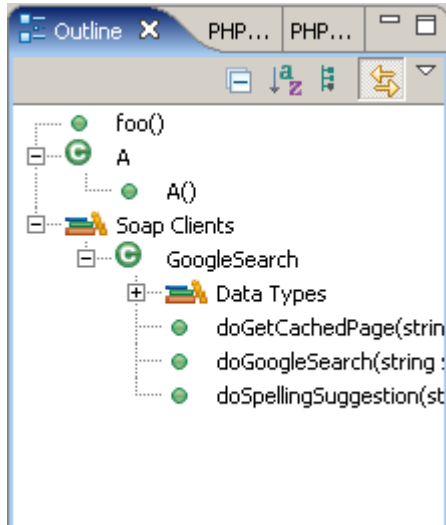 Outline PHP... PHP...
foo()
A
A()
Soap Clients
GoogleSearch
Data Types
doGetCachedPage(strin
doGoogleSearch(string :
doSpellingSuggestion(st